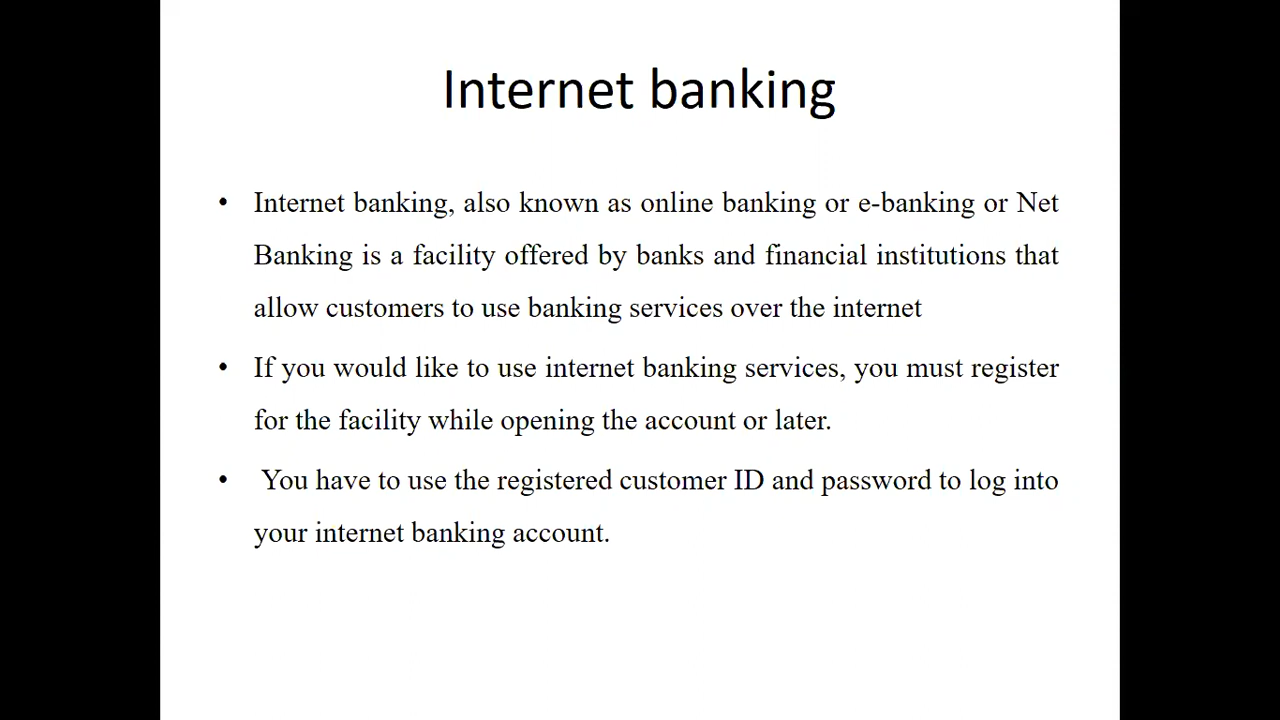 Internet banking
• Internet banking, also known as online banking or e-banking or Net
Banking is a facility offered by banks and financial institutions that
allow customers to use banking services over the internet
• If you would like to use internet banking services, you must register
for the facility while opening the account or later.
• You have to use the registered customer ID and password to log into
your internet banking account.